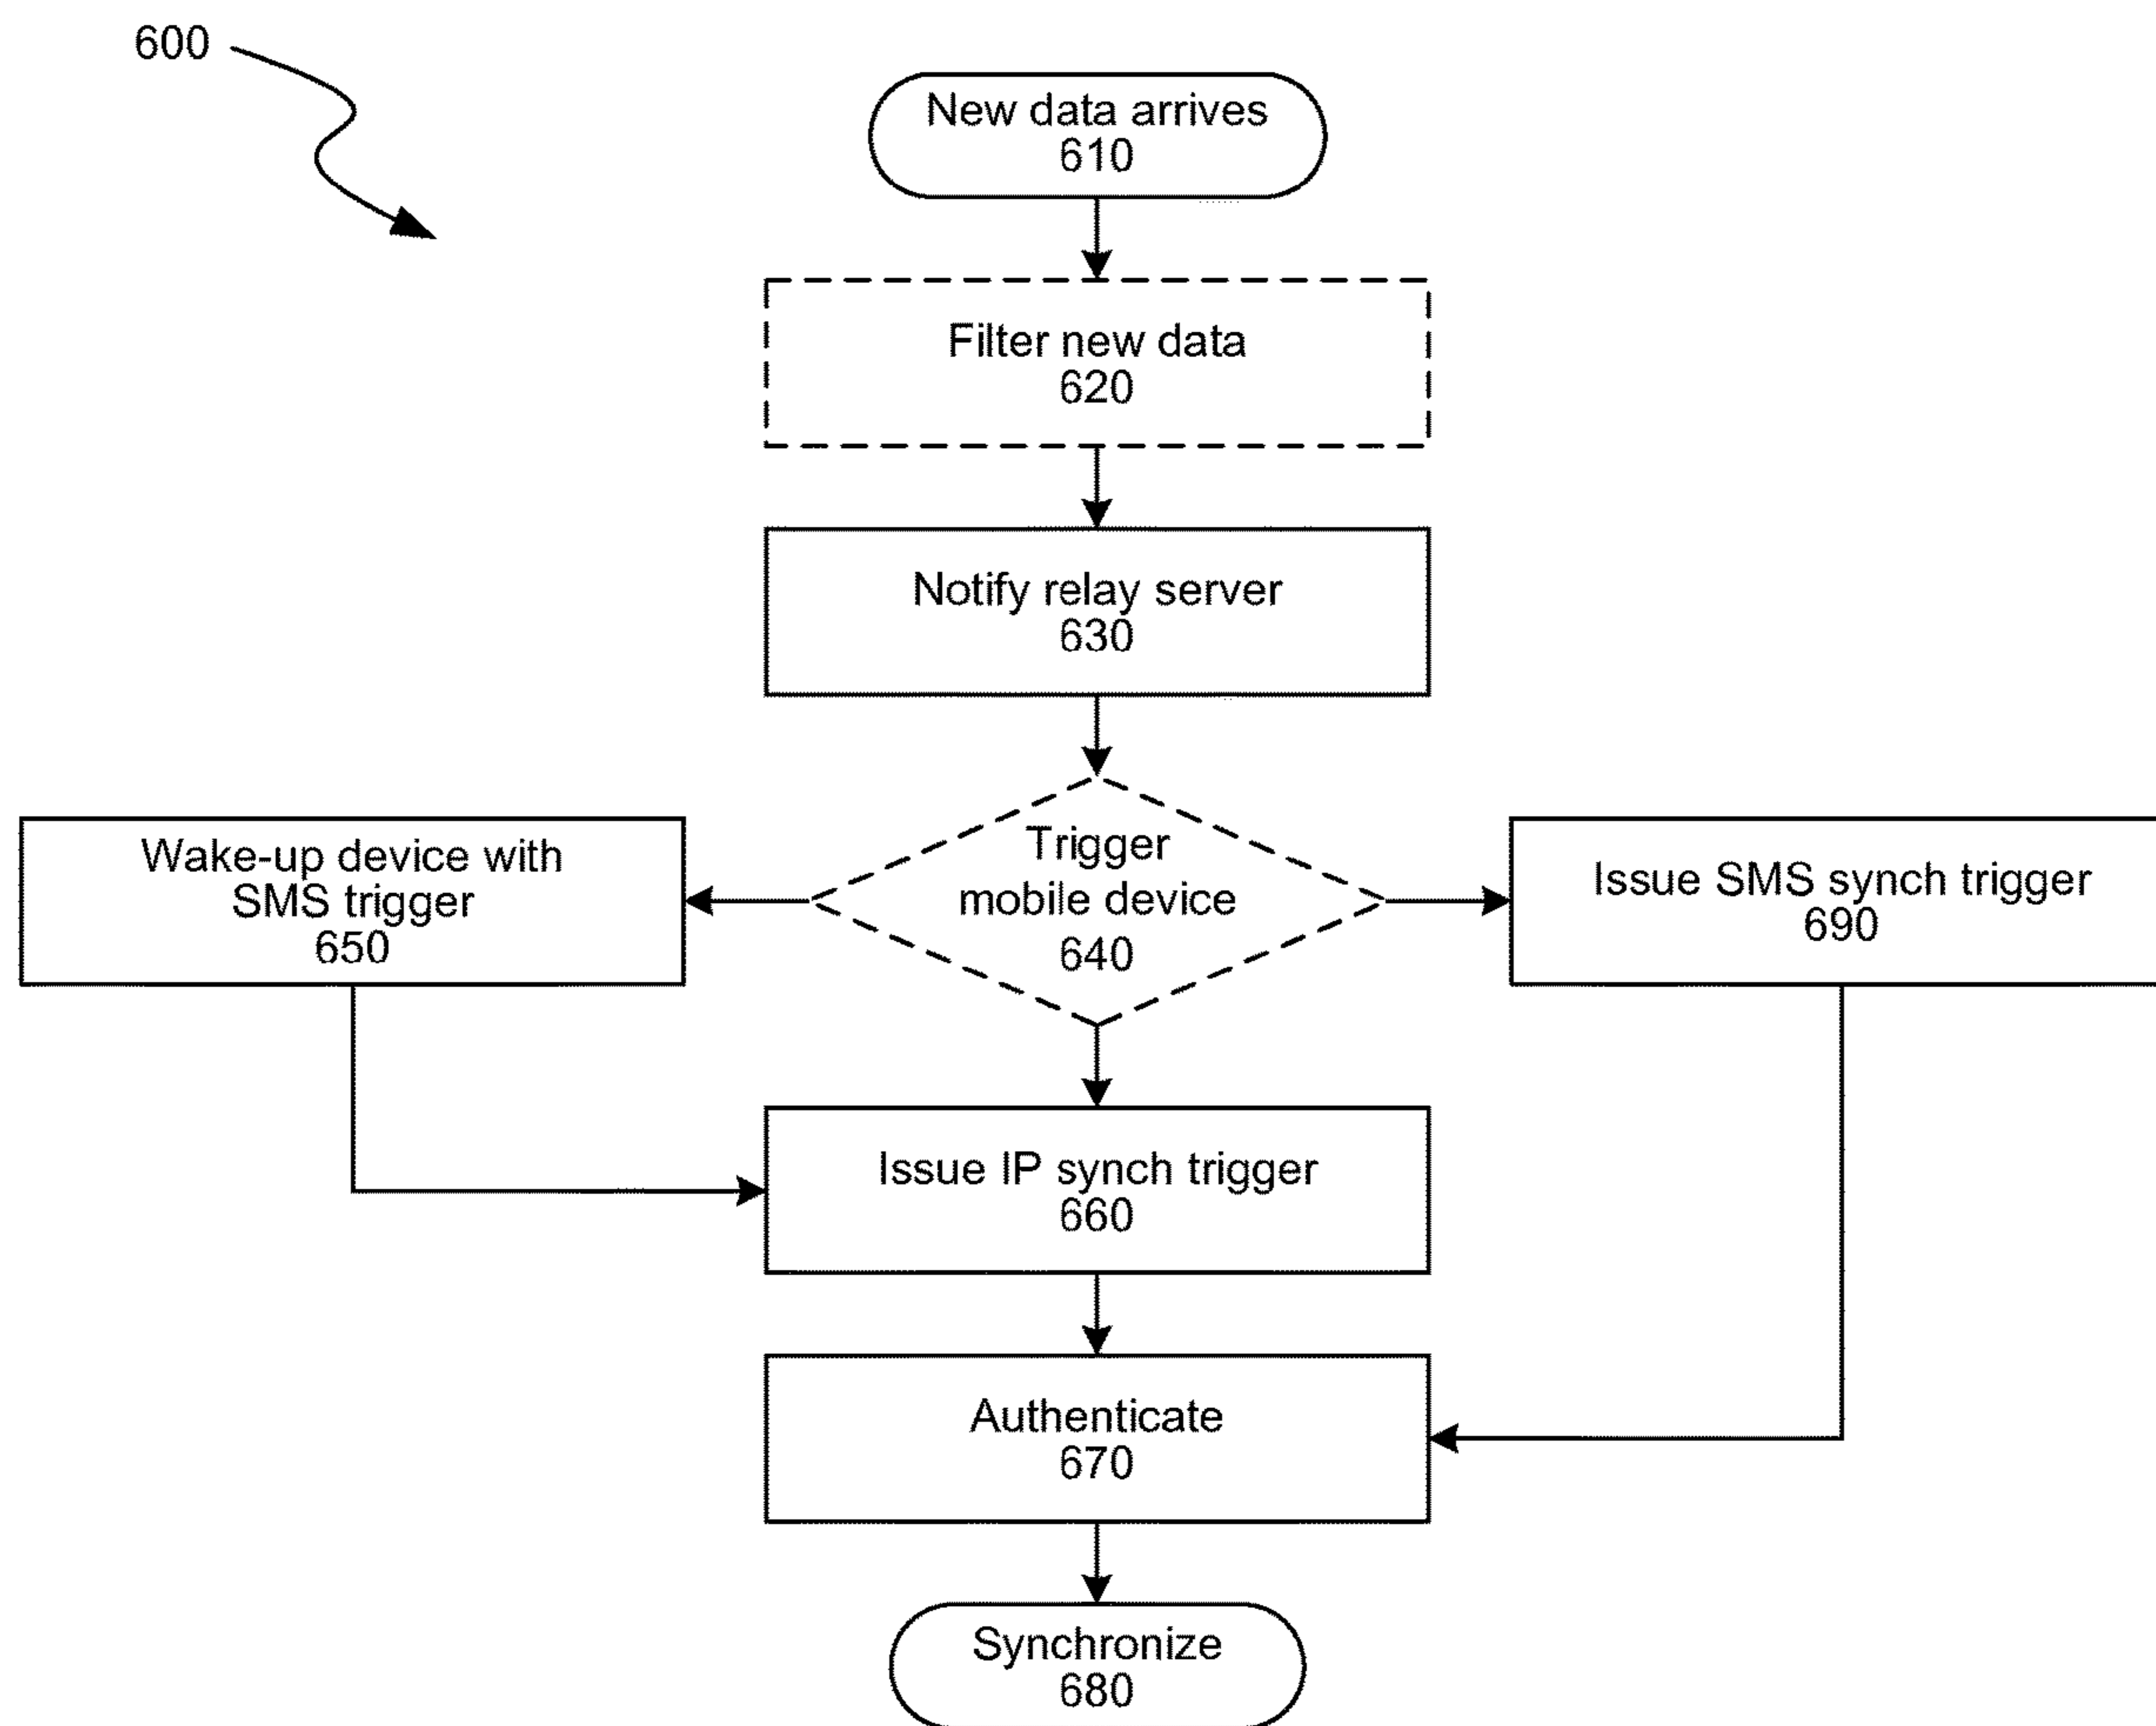 600
New data arrives
610
Filter new data
620
Notify relay server
630
Trigger
mobile device
640
Wake-up device with
SMS trigger
650
Issue SMS synch trigger
690
Issue IP synch trigger
660
Authenticate
670
Synchronize
680